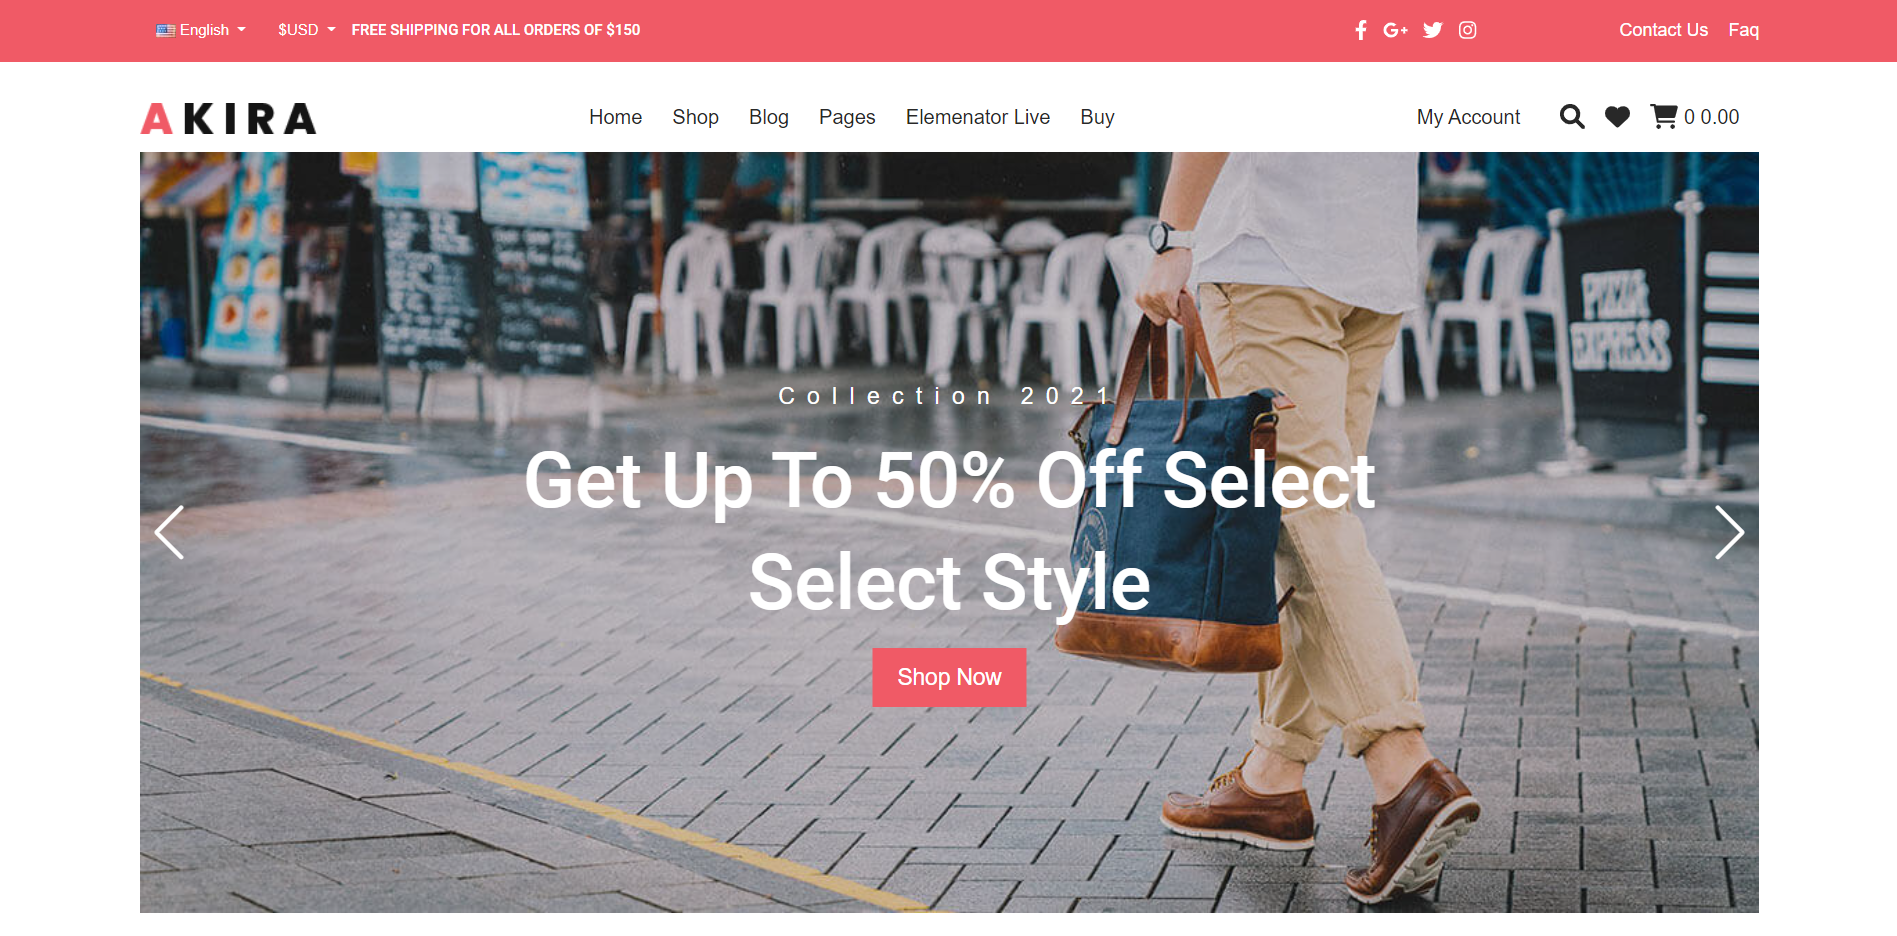 English $USD FREE SHIPPING FOR ALL ORDERS OF $150 Contact Us Faq
AKIRA Home Shop Blog Pages Elemenator Live Buy My Account 0 0.00
PIZZA
EXPRESS
Collection 2021
Get Up To 50% Off Select
Select Style
Shop Now